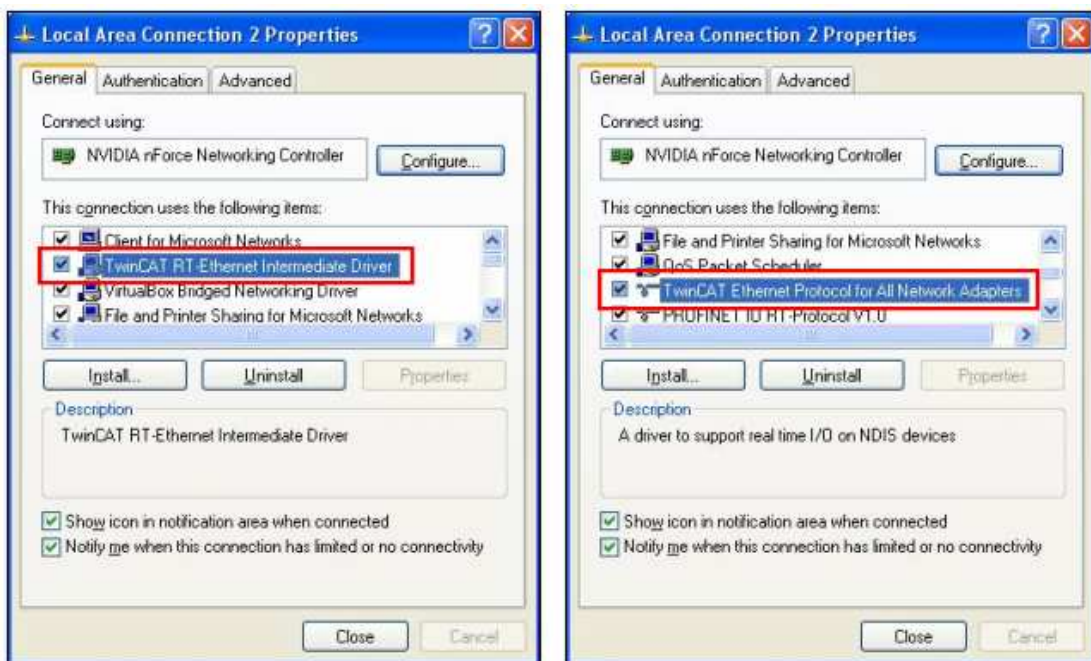 Local Area Connection 2 Properties
General Authentication Advanced
Connect using:
NVIDIA nForce Networking Controller
Configure...
This connection uses the following items:
Client for Microsoft Networks
TwinCAT RT-Ethernet Intermediate Driver
VirtualBox Bridged Networking Driver
File and Printer Sharing for Microsoft Networks
Install... Uninstall Properties
Description
TwinCAT RT-Ethernet Intermediate Driver
Show icon in notification area when connected
Notify me when this connection has limited or no connectivity
Close Cancel
Local Area Connection 2 Properties
General Authentication Advanced
Connect using:
NVIDIA nForce Networking Controller
Configure...
This connection uses the following items:
File and Printer Sharing for Microsoft Networks
QoS Packet Scheduler
TwinCAT Ethernet Protocol for All Network Adapters
PROFINET IO RT-Protocol V1.0
Install... Uninstall Properties
Description
A driver to support real time I/O on NDIS devices
Show icon in notification area when connected
Notify me when this connection has limited or no connectivity
Close Cancel